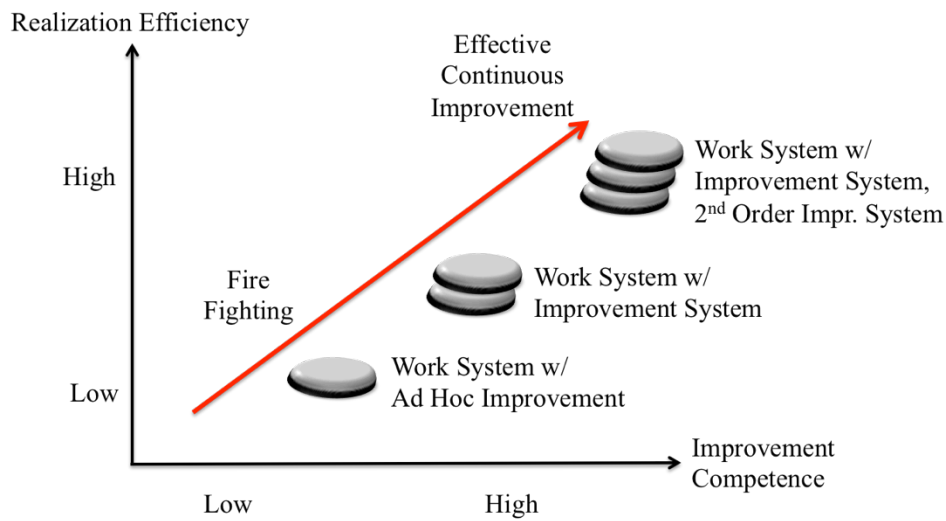 Realization Efficiency
Effective
Continuous
Improvement
High
Work System w/
Improvement System,
2nd Order Impr. System
Fire
Fighting
Work System w/
Improvement System
Low
Work System w/
Ad Hoc Improvement
Improvement
Competence
Low
High